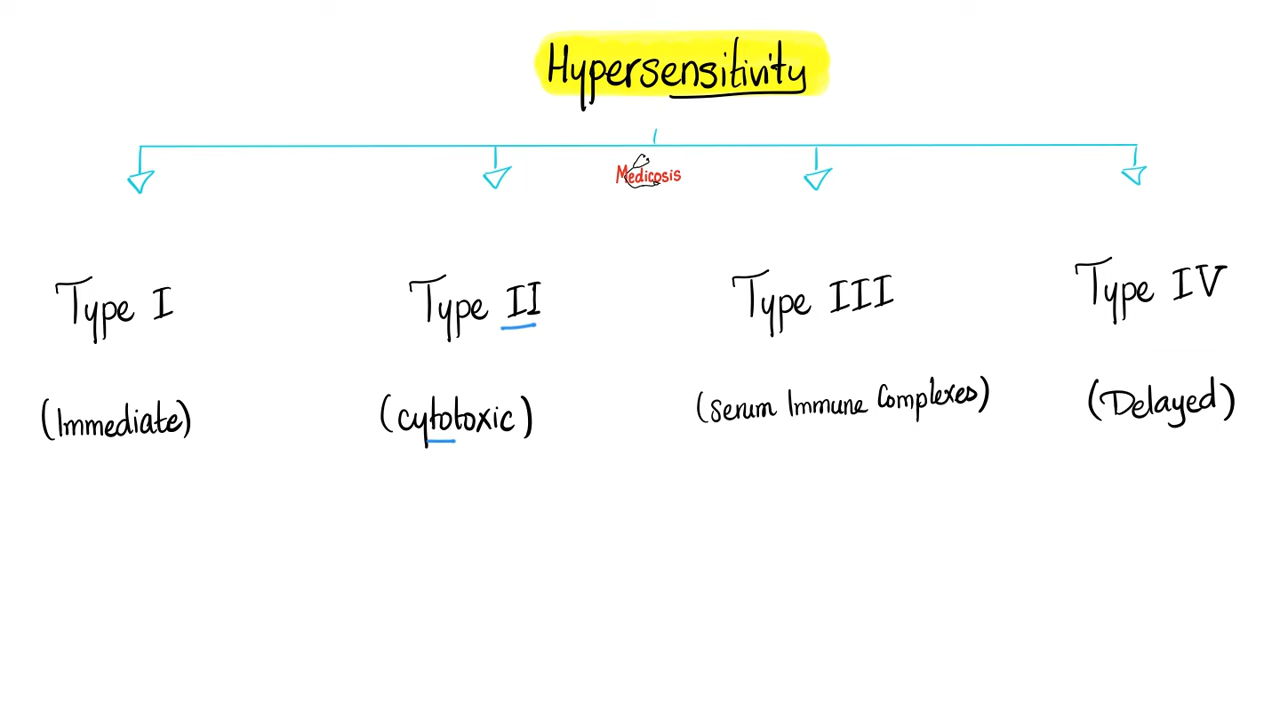 Hypersensitivity
Medicosis
Type I
Type II
Type III
Type IV
(Immediate)
(cytotoxic)
(Serum Immune Complexes)
(Delayed)